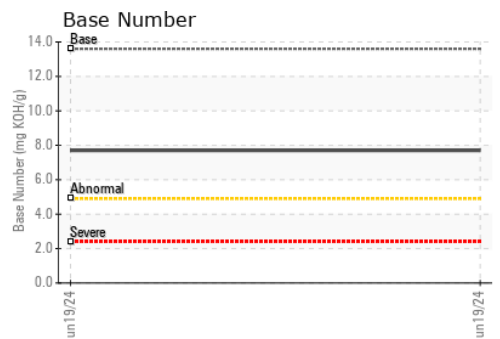 Base Number
Base Number (mg KOH/g)
14.0
Base
12.0
10.0
8.0
6.0
Abnormal
4.0
Severe
2.0
0.0
un19/24
un19/24